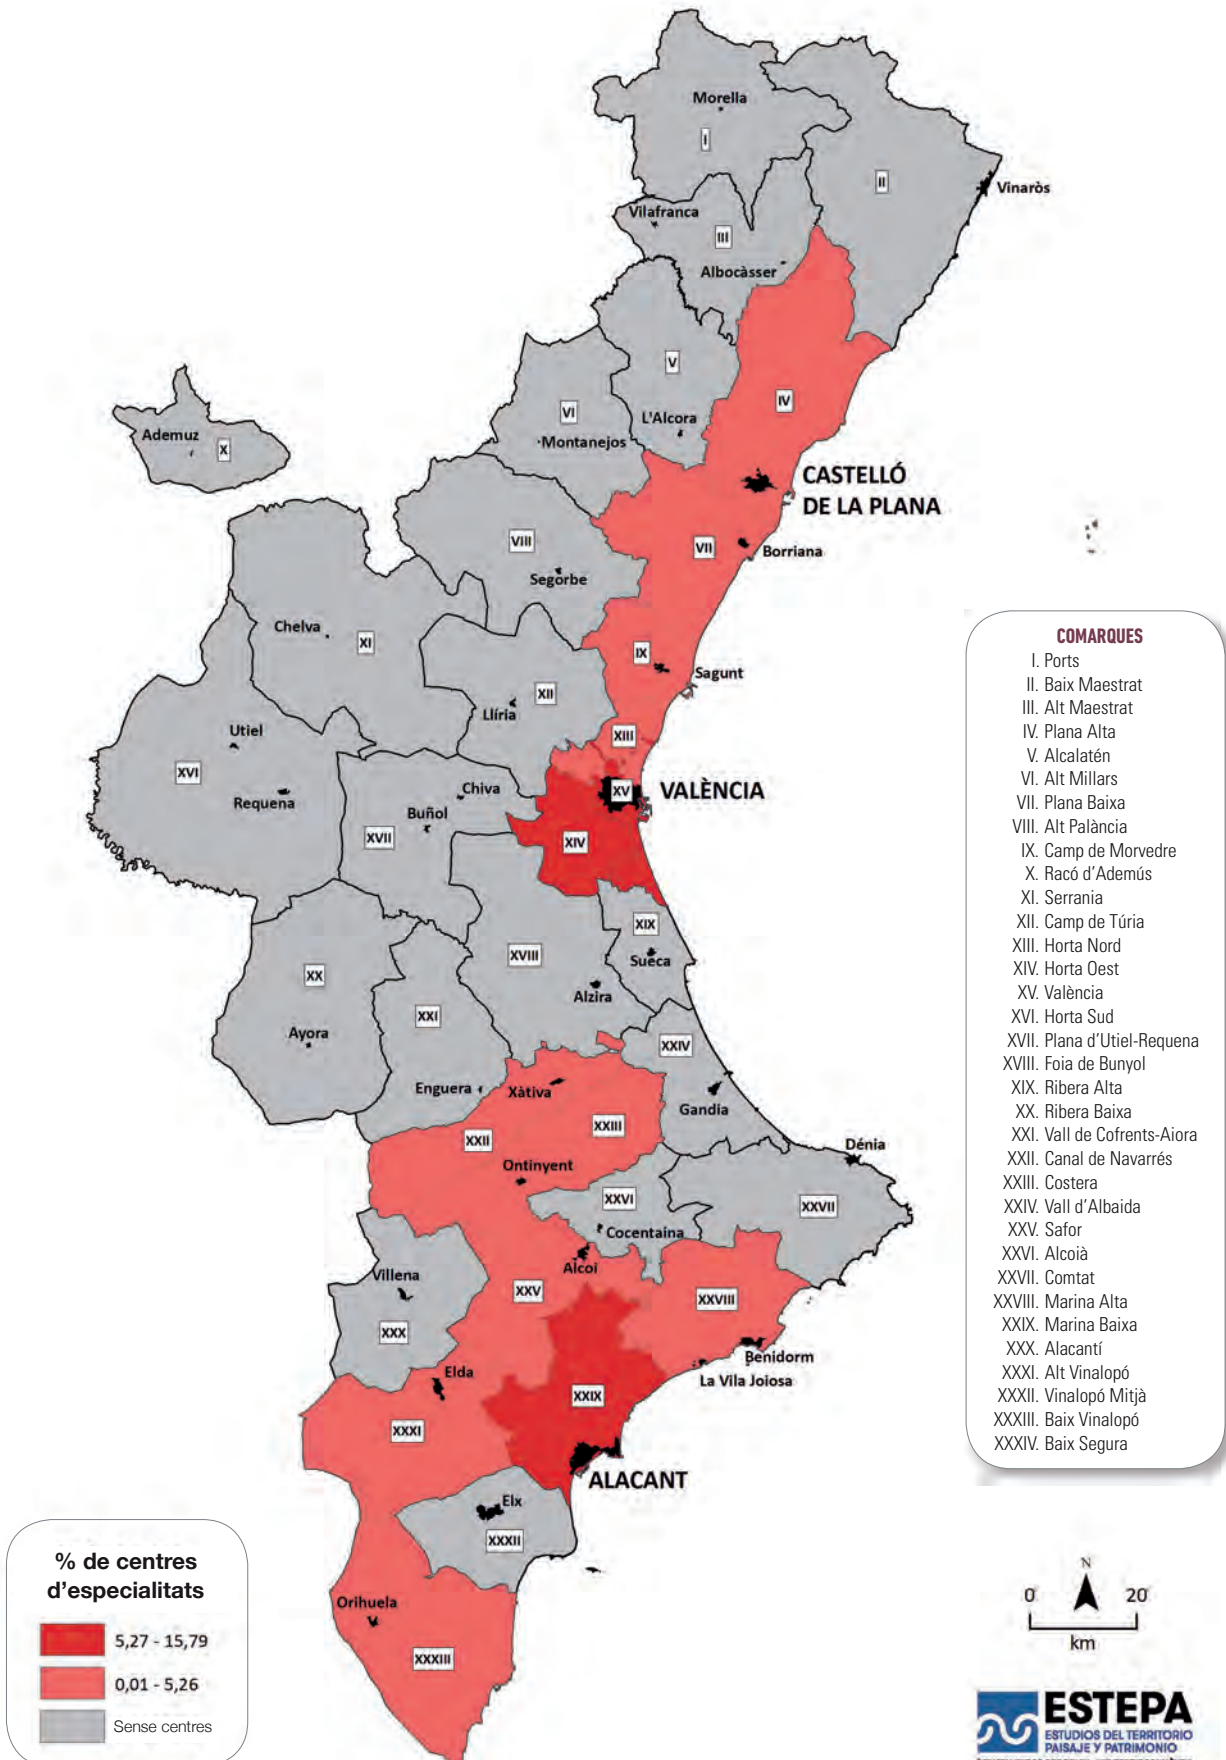 Morella
I
II
Vinaròs
Vilafranca
III
Albocàsser
V
IV
VI
L'Alcora
Montanejos
Ademuz
X
CASTELLÓ
DE LA PLANA
VIII
VII
Borriana
Segorbe
Chelva
XI
IX
Sagunt
XII
Llíria
XIII
Utiel
XVI
Requena
Chiva
XV
VALÈNCIA
Buñol
XVII
XIV
XIX
XVIII
Sueca
XX
Alzira
XXI
Ayora
XXIV
Enguera
Xàtiva
Gandia
XXII
XXIII
Dénia
Ontinyent
XXVI
XXVII
Cocentaina
Alcoi
Villena
XXV
XXVIII
XXX
Benidorm
Elda
La Vila Joiosa
XXIX
XXXI
ALACANT
Elx
XXXII
Orihuela
XXXIII
COMARQUES
I. Ports
II. Baix Maestrat
III. Alt Maestrat
IV. Plana Alta
V. Alcalatén
VI. Alt Millars
VII. Plana Baixa
VIII. Alt Palància
IX. Camp de Morvedre
X. Racó d'Ademús
XI. Serrania
XII. Camp de Túria
XIII. Horta Nord
XIV. Horta Oest
XV. València
XVI. Horta Sud
XVII. Plana d'Utiel-Requena
XVIII. Foia de Bunyol
XIX. Ribera Alta
XX. Ribera Baixa
XXI. Vall de Cofrents-Aiora
XXII. Canal de Navarrés
XXIII. Costera
XXIV. Vall d'Albaida
XXV. Safor
XXVI. Alcoià
XXVII. Comtat
XXVIII. Marina Alta
XXIX. Marina Baixa
XXX. Alacantí
XXXI. Alt Vinalopó
XXXII. Vinalopó Mitjà
XXXIII. Baix Vinalopó
XXXIV. Baix Segura
% de centres
d'especialitats
5,27 - 15,79
0,01 - 5,26
Sense centres
N
0 20
km
ESTEPA
ESTUDIOS DEL TERRITORIO
PAISAJE Y PATRIMONIO